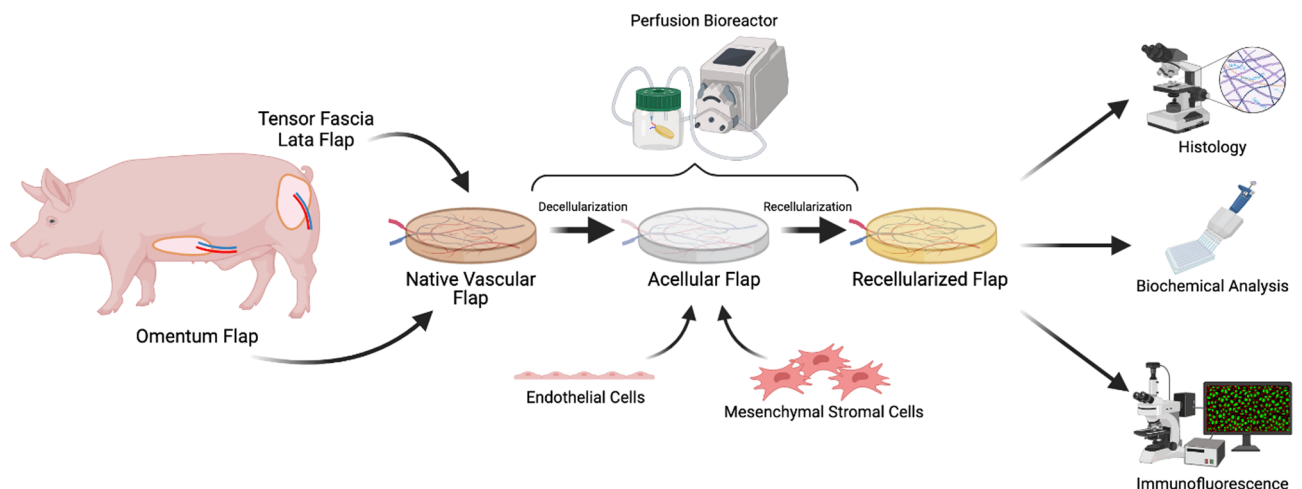 Perfusion Bioreactor
Tensor Fascia
Lata Flap
Omentum Flap
Native Vascular
Flap
Decellularization
Acellular Flap
Recellularization
Recellularized Flap
Endothelial Cells
Mesenchymal Stromal Cells
Histology
Biochemical Analysis
Immunofluorescence